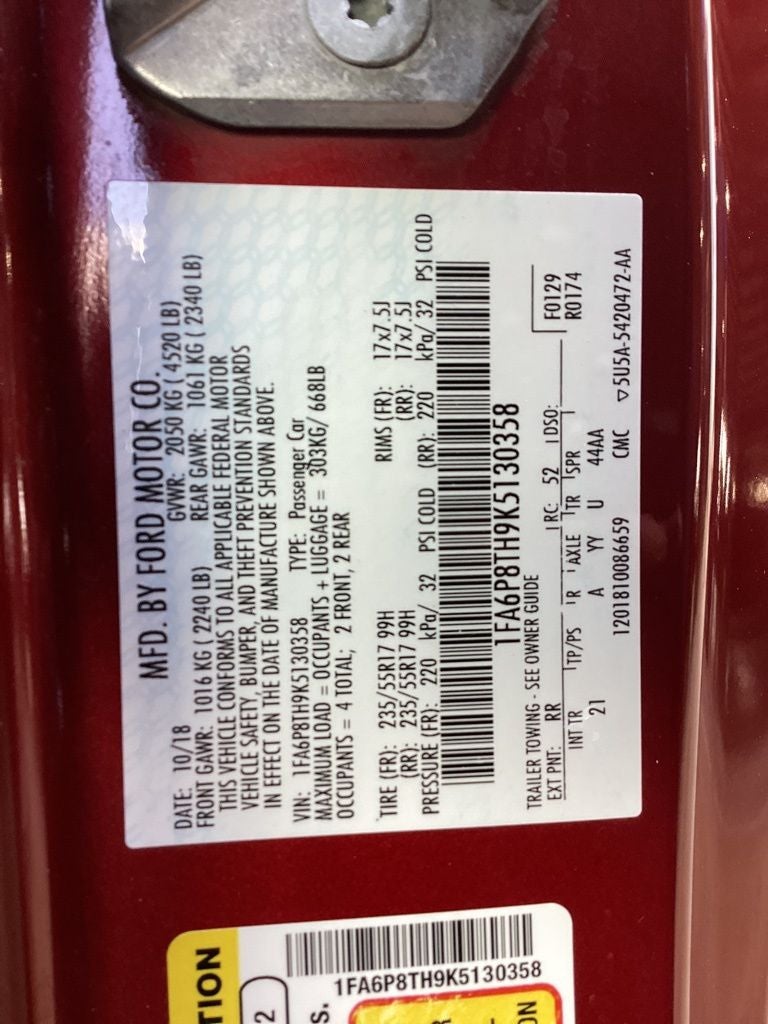 MFD. BY FORD MOTOR CO.
DATE: 10/18 GVWR: 2050 KG ( 4520 LB)
FRONT GAWR: 1016 KG ( 2240 LB) REAR GAWR: 1061 KG ( 2340 LB)
THIS VEHICLE CONFORMS TO ALL APPLICABLE FEDERAL MOTOR
VEHICLE SAFETY, BUMPER, AND THEFT PREVENTION STANDARDS
IN EFFECT ON THE DATE OF MANUFACTURE SHOWN ABOVE.
VIN: 1FA6P8TH9K5130358 TYPE: Passenger Car
MAXIMUM LOAD = OCCUPANTS + LUGGAGE = 303KG/ 668LB
OCCUPANTS = 4 TOTAL; 2 FRONT, 2 REAR
TIRE (FR): 235/55R17 99H RIMS (FR): 17x7.5J
(RR): 235/55R17 99H (RR): 17x7.5J
PRESSURE (FR): 220 kPa/ 32 PSI COLD (RR): 220 kPa/ 32 PSI COLD
1FA6P8TH9K5130358
TRAILER TOWING - SEE OWNER GUIDE
EXT PNT: RR RC: 52 DSO: F0129
R0174
INT TR TP/PS R AXLE TR SPR
21 A YY U 44AA
1201810086659 CMC ▽5U5A-5420472-AA
TION
2
S.
1FA6P8TH9K5130358
R
ON